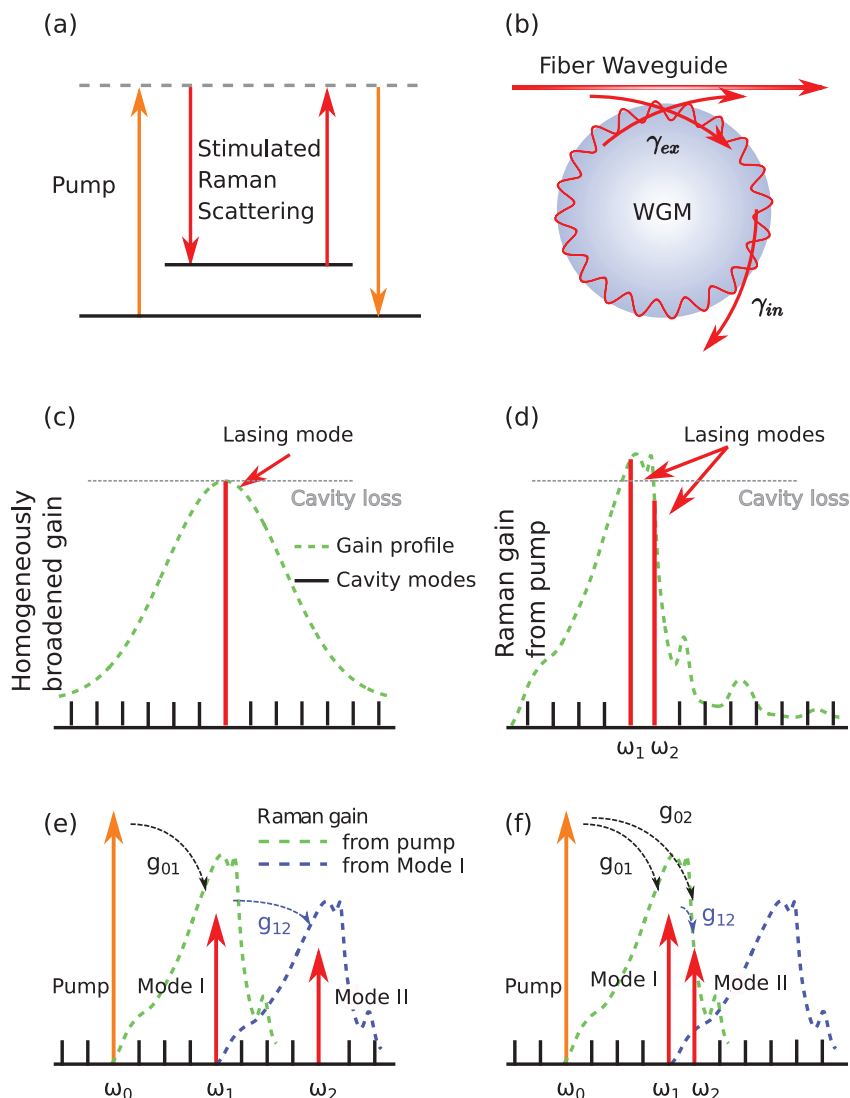 (a)
Pump
Stimulated
Raman
Scattering
(b)
Fiber Waveguide
γex
WGM
γin
(c)
Lasing mode
Cavity loss
Gain profile
Cavity modes
Homogeneously
broadened gain
(d)
Lasing modes
Cavity loss
Raman gain
from pump
ω1 ω2
(e)
Raman gain
from pump
from Mode I
g01
g12
Pump
Mode I
Mode II
ω0 ω1 ω2
(f)
g02
g01
g12
Pump
Mode I
Mode II
ω0 ω1 ω2